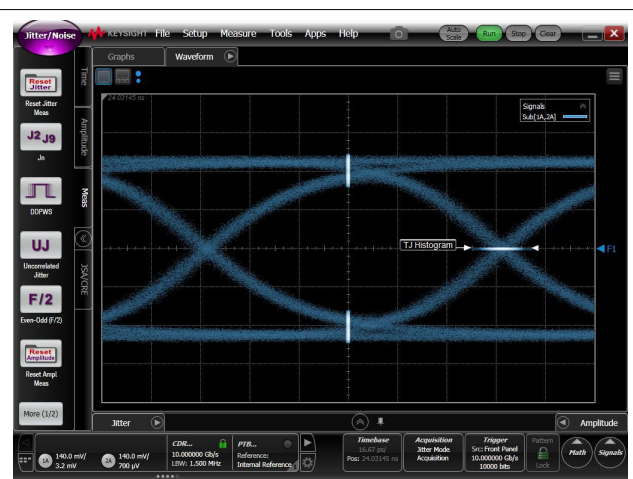 Jitter/Noise
KEYSIGHT File Setup Measure Tools Apps Help
Auto Scale
Run Stop Clear
Graphs Waveform
Reset Jitter
Reset Jitter Meas
J2 J9
Jn
DDPWS
UJ
Uncorrelated Jitter
F/2
Even-Odd (F/2)
Reset Amplitude
Reset Ampl Meas
More (1/2)
Time
Amplitude
Meas
JSA/CRE
24.03145 ns
Signals
Sub[1A,2A]
TJ Histogram
F1
Jitter
Amplitude
1A 140.0 mV/
3.2 mV
2A 140.0 mV/
700 µV
CDR...
10.000000 Gb/s
LBW: 1.500 MHz
PTB...
Reference:
Internal Reference
Timebase
16.67 ps/
Pos: 24.03145 ns
Acquisition
Jitter Mode
Acquisition
Trigger
Src: Front Panel
10.000000 Gb/s
10000 bits
Pattern
Lock
Math
Signals